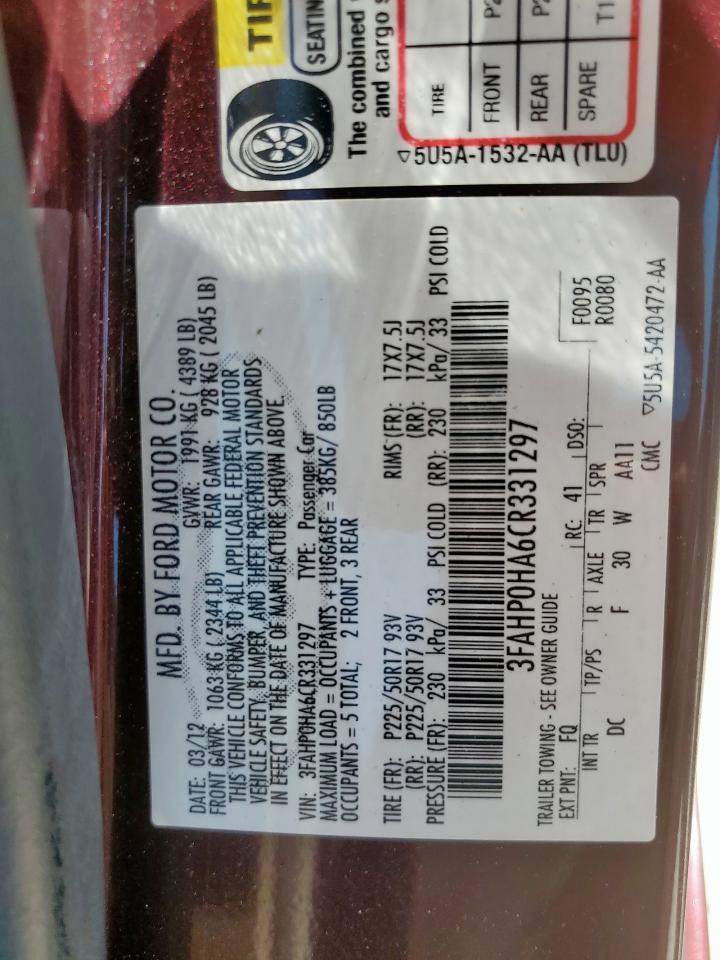 TIR
SEATIN
The combined
and cargo
TIRE
FRONT P2
REAR P2
SPARE T1
5U5A-1532-AA (TLU)
MFD. BY FORD MOTOR CO.
DATE: 03/12 GVWR: 1991 KG ( 4389 LB)
FRONT GAWR: 1063 KG ( 2344 LB) REAR GAWR: 928 KG ( 2045 LB)
THIS VEHICLE CONFORMS TO ALL APPLICABLE FEDERAL MOTOR
VEHICLE SAFETY, BUMPER, AND THEFT PREVENTION STANDARDS
IN EFFECT ON THE DATE OF MANUFACTURE SHOWN ABOVE.
VIN: 3FAHP0HA6CR331297 TYPE: Passenger Car
MAXIMUM LOAD = OCCUPANTS + LUGGAGE = 385KG/ 850LB
OCCUPANTS = 5 TOTAL; 2 FRONT, 3 REAR
TIRE (FR): P225/50R17 93V RIMS (FR): 17X7.5J
(RR): P225/50R17 93V (RR): 17X7.5J
PRESSURE (FR): 230 kPa/ 33 PSI COLD (RR): 230 kPa/ 33 PSI COLD
3FAHP0HA6CR331297
TRAILER TOWING - SEE OWNER GUIDE
EXT PNT: FQ RC: 41 DSO: F0095
R0080
INT TR TP/PS R AXLE TR SPR
DC F 30 W AA11
CMC 5U5A-5420472-AA